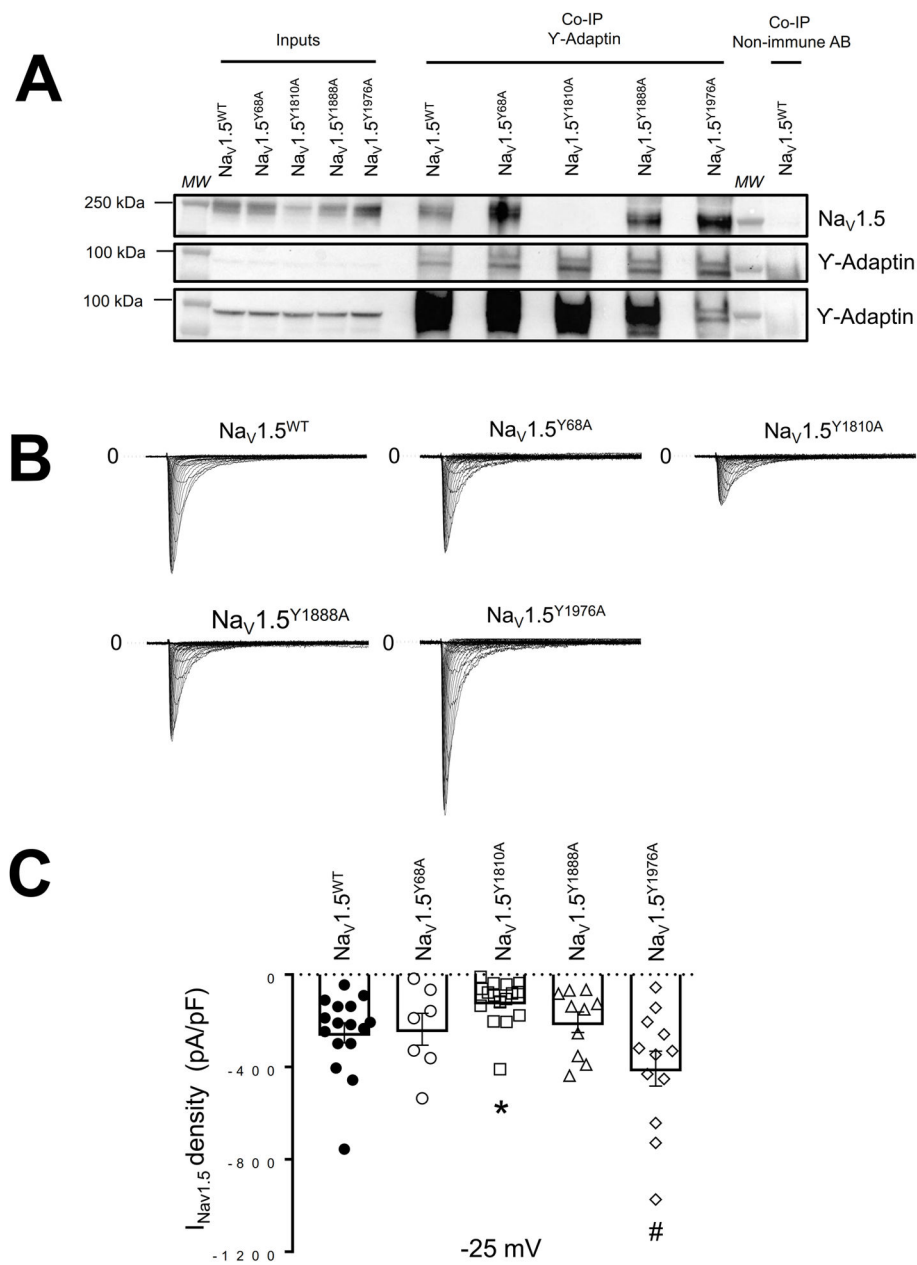 A
Inputs
Co-IP
ϒ-Adaptin
Co-IP
Non-immune AB
MW
NaV1.5WT
NaV1.5Y68A
NaV1.5Y1810A
NaV1.5Y1888A
NaV1.5Y1976A
NaV1.5WT
NaV1.5Y68A
NaV1.5Y1810A
NaV1.5Y1888A
NaV1.5Y1976A
MW
NaV1.5WT
250 kDa
NaV1.5
100 kDa
ϒ-Adaptin
100 kDa
ϒ-Adaptin
B
NaV1.5WT
NaV1.5Y68A
NaV1.5Y1810A
0
0
0
NaV1.5Y1888A
NaV1.5Y1976A
0
0
C
NaV1.5WT
NaV1.5Y68A
NaV1.5Y1810A
NaV1.5Y1888A
NaV1.5Y1976A
INav1.5 density (pA/pF)
0
-400
-800
-1200
*
#
-25 mV